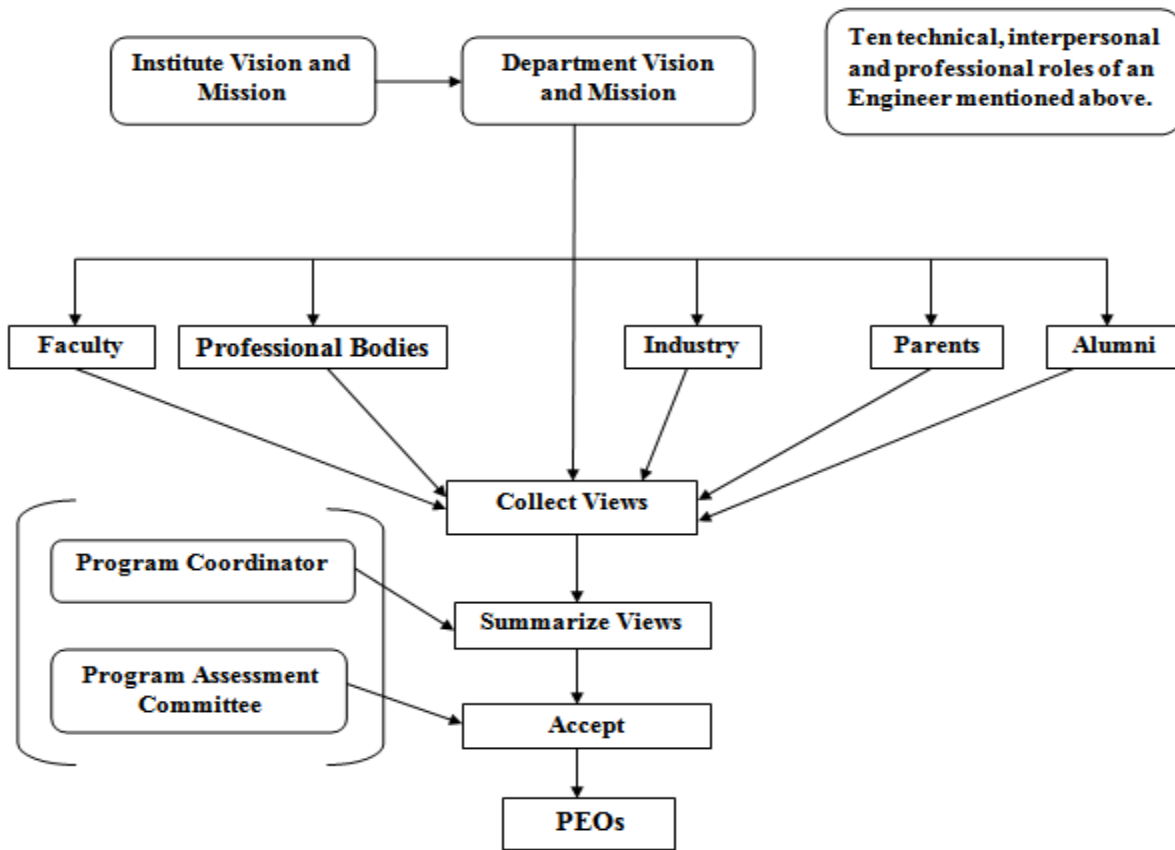 Institute Vision and
Mission
Department Vision
and Mission
Ten technical, interpersonal
and professional roles of an
Engineer mentioned above.
Faculty
Professional Bodies
Industry
Parents
Alumni
Collect Views
Program Coordinator
Summarize Views
Program Assessment
Committee
Accept
PEOs